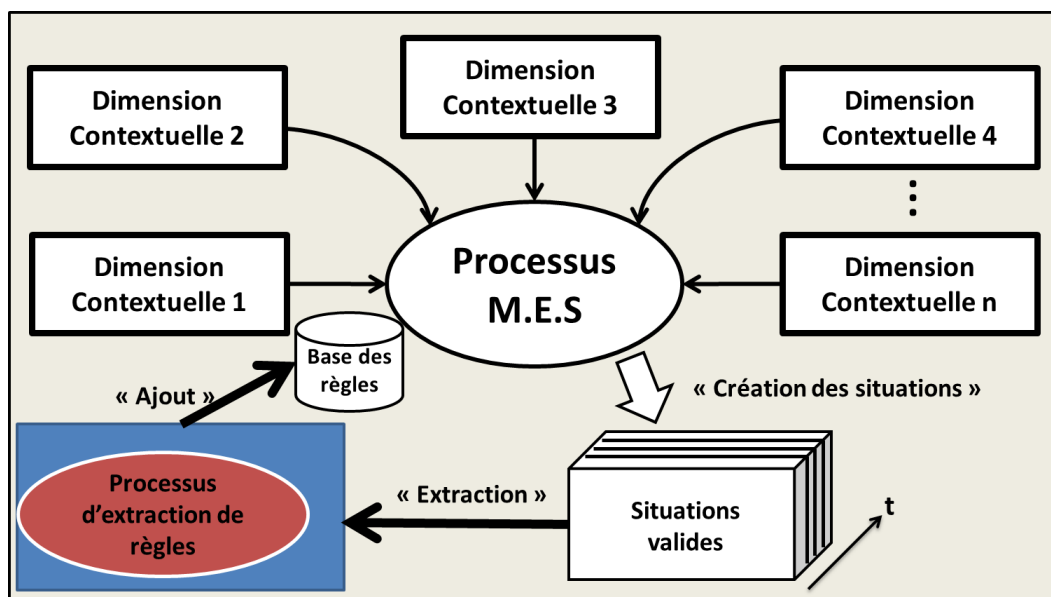 Dimension
Contextuelle 3
Dimension
Contextuelle 2
Dimension
Contextuelle 4
⋮
Dimension
Contextuelle 1
Processus
M.E.S
Dimension
Contextuelle n
Base des
règles
« Ajout »
« Création des situations »
Processus
d'extraction de
règles
« Extraction »
Situations
valides
t